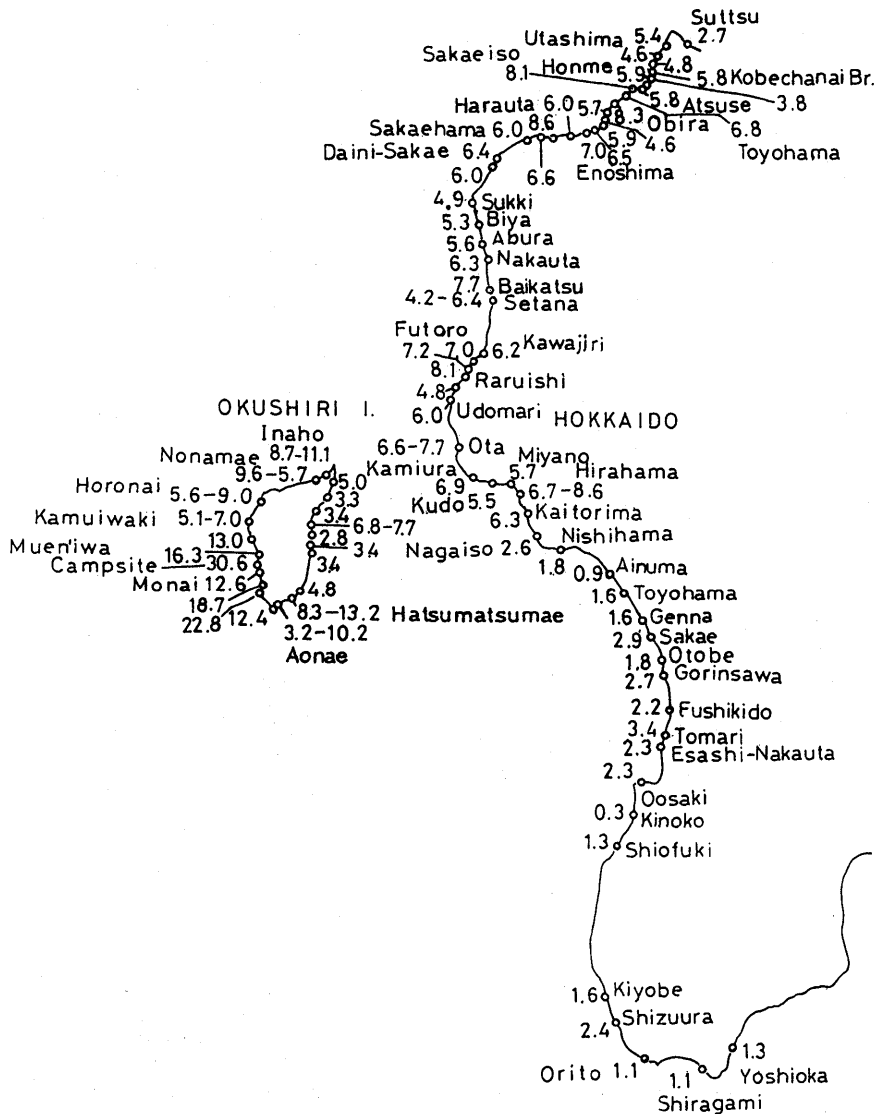 Suttsu
5.4 2.7
Utashima
4.6 4.8
Sakaeiso
Honme
8.1 5.9 5.8 Kobechanai Br.
5.8 3.8
Harauta 6.0 5.7 Atsuse
8.3 Obira 6.8
Sakaehama 6.0 8.6 5.9 4.6 Toyohama
Daini-Sakae 6.4 7.0 6.5
6.0 6.6 Enoshima
4.9 Sukki
5.3 Biya
5.6 Abura
6.3 Nakauta
7.7 Baikatsu
4.2-6.4 Setana
Futoro
7.2 7.0 6.2 Kawajiri
8.1
4.8 Raruishi
6.0 Udomari
OKUSHIRI I. HOKKAIDO
Inaho
8.7-11.1 6.6-7.7 Ota
Nonamae
9.6-5.7 5.0 Kamiura Miyano
5.7 Hirahama
Horonai 5.6-9.0 3.3 6.9 Kudo 5.5 6.7-8.6
Kamuiwaki 5.1-7.0 3.4 6.8-7.7 6.3 Kaitorima
13.0 2.8 Nagaiso 2.6 Nishihama
Muen'iwa 16.3 3.4 1.8
Campsite 30.6 3.4 0.9 Ainuma
Monai 12.6 4.8 1.6 Toyohama
18.7 8.3-13.2 Hatsumatsumae
22.8 12.4 3.2-10.2
Aonae
1.6 Genna
2.9 Sakae
1.8 Otobe
2.7 Gorinsawa
2.2 Fushikido
3.4 Tomari
2.3 Esashi-Nakauta
2.3
Oosaki
0.3 Kinoko
1.3 Shiofuki
1.6 Kiyobe
2.4 Shizuura
Orito 1.1 1.1 1.3 Yoshioka
Shiragami